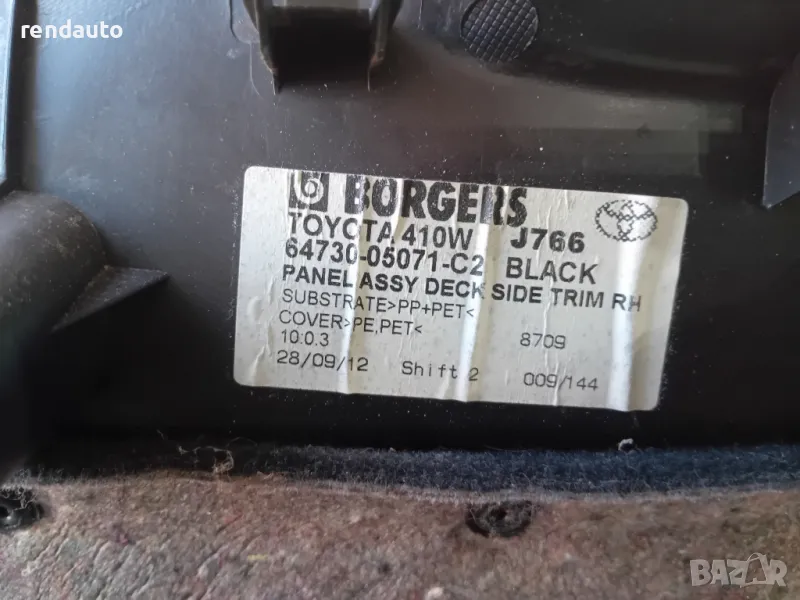 rendauto
BORGERS
TOYOTA 410W J766
64730-05071-C2 BLACK
PANEL ASSY DECK SIDE TRIM RH
SUBSTRATE>PP+PET<
COVER>PE,PET<
10:0.3 8709
28/09/12 Shift 2 009/144
BAZAR